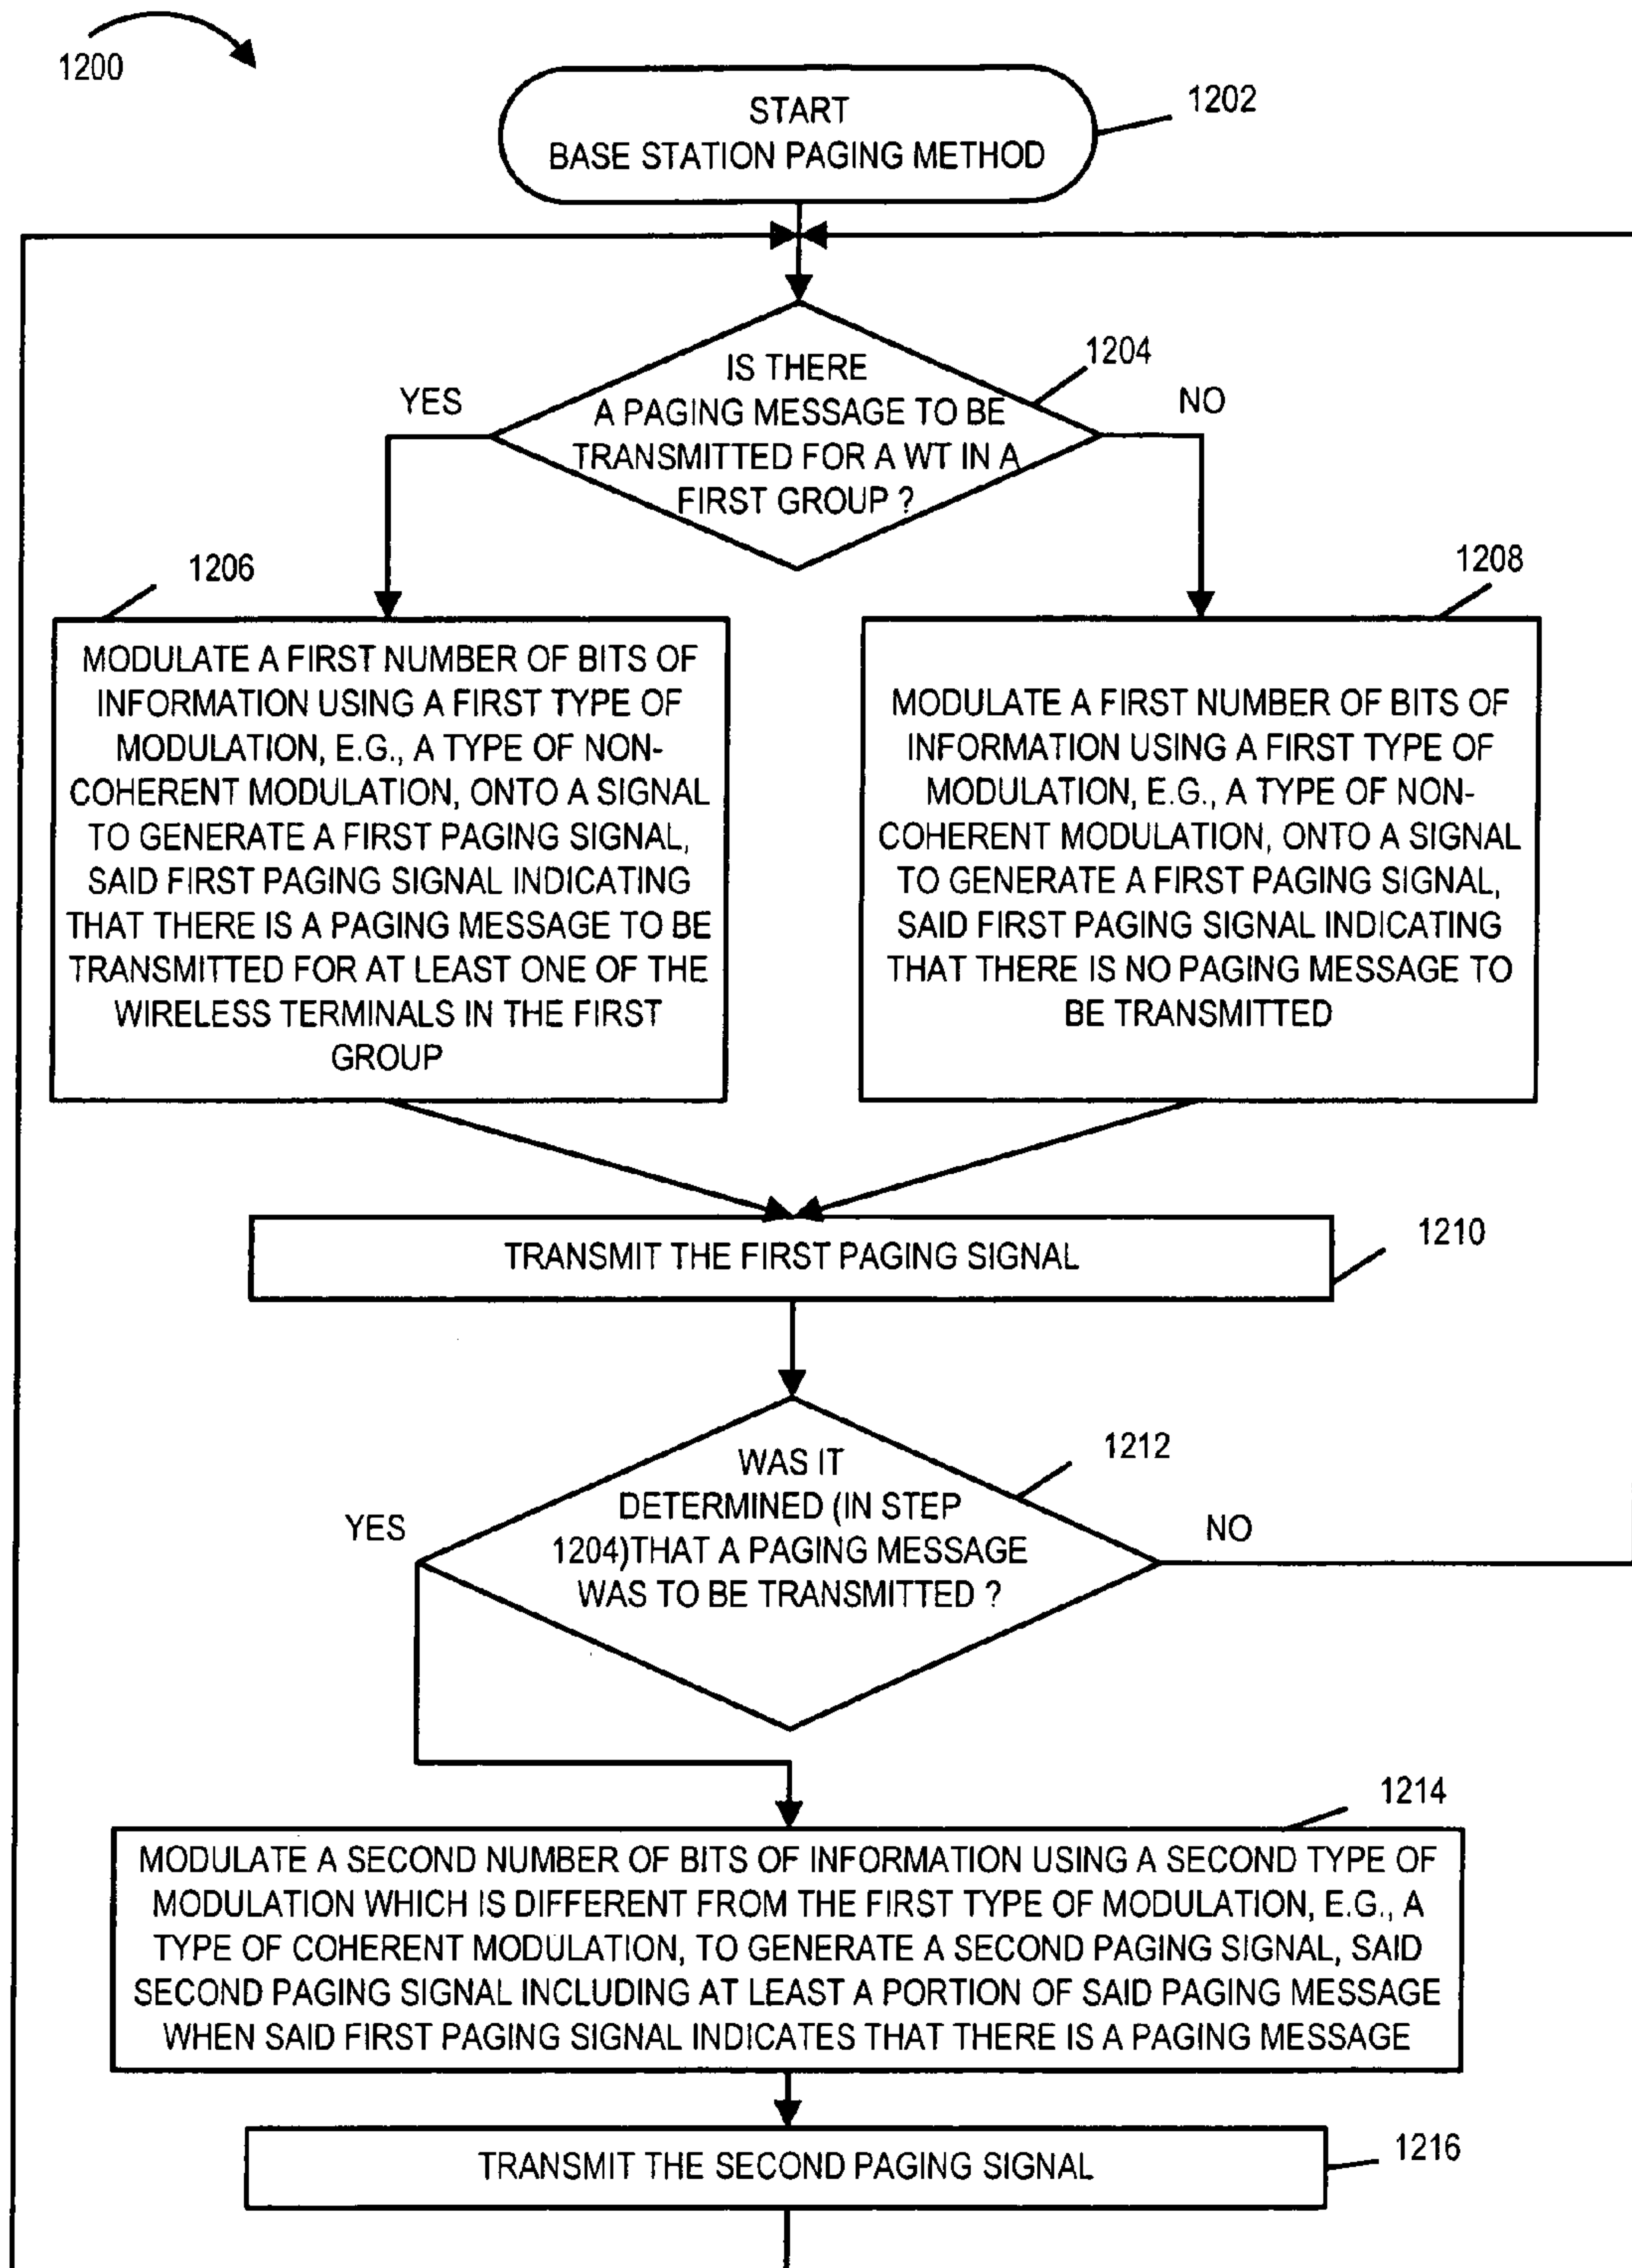 1200
START
BASE STATION PAGING METHOD
1202
IS THERE
A PAGING MESSAGE TO BE
TRANSMITTED FOR A WT IN A
FIRST GROUP ?
1204
YES
NO
1206
MODULATE A FIRST NUMBER OF BITS OF
INFORMATION USING A FIRST TYPE OF
MODULATION, E.G., A TYPE OF NON-
COHERENT MODULATION, ONTO A SIGNAL
TO GENERATE A FIRST PAGING SIGNAL,
SAID FIRST PAGING SIGNAL INDICATING
THAT THERE IS A PAGING MESSAGE TO BE
TRANSMITTED FOR AT LEAST ONE OF THE
WIRELESS TERMINALS IN THE FIRST
GROUP
1208
MODULATE A FIRST NUMBER OF BITS OF
INFORMATION USING A FIRST TYPE OF
MODULATION, E.G., A TYPE OF NON-
COHERENT MODULATION, ONTO A SIGNAL
TO GENERATE A FIRST PAGING SIGNAL,
SAID FIRST PAGING SIGNAL INDICATING
THAT THERE IS NO PAGING MESSAGE TO
BE TRANSMITTED
TRANSMIT THE FIRST PAGING SIGNAL
1210
WAS IT
DETERMINED (IN STEP
1204)THAT A PAGING MESSAGE
WAS TO BE TRANSMITTED ?
1212
YES
NO
1214
MODULATE A SECOND NUMBER OF BITS OF INFORMATION USING A SECOND TYPE OF
MODULATION WHICH IS DIFFERENT FROM THE FIRST TYPE OF MODULATION, E.G., A
TYPE OF COHERENT MODULATION, TO GENERATE A SECOND PAGING SIGNAL, SAID
SECOND PAGING SIGNAL INCLUDING AT LEAST A PORTION OF SAID PAGING MESSAGE
WHEN SAID FIRST PAGING SIGNAL INDICATES THAT THERE IS A PAGING MESSAGE
TRANSMIT THE SECOND PAGING SIGNAL
1216